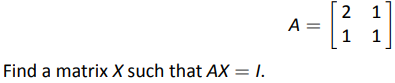 A = [2 1
1 1]
Find a matrix X such that AX = I.